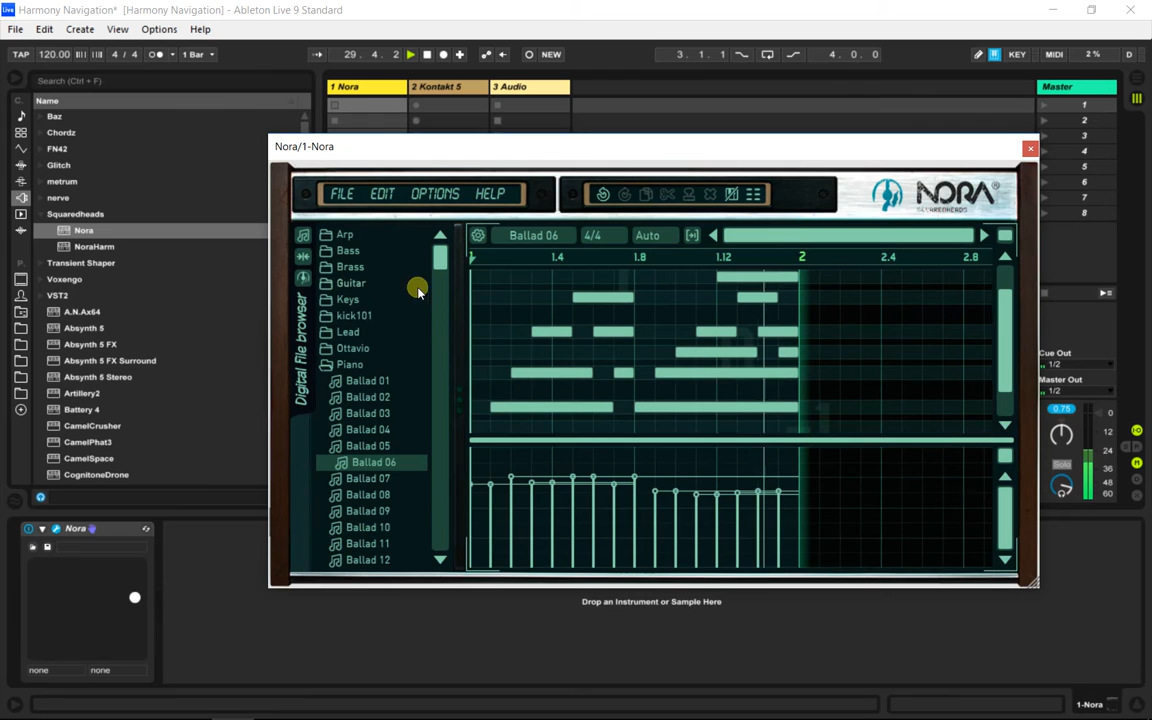 Live Harmony Navigation* [Harmony Navigation] - Ableton Live 9 Standard
File Edit Create View Options Help
TAP 120.00 4 / 4 1 Bar 29. 4. 2 NEW 3. 1. 1 4. 0. 0 KEY MIDI 2 % D
Search (Ctrl + F)
1 Nora 2 Kontakt 5 3 Audio Master
C. Name
Baz
Chordz
FN42
Glitch
metrum
nerve
Squaredheads
Nora
NoraHarm
P. Transient Shaper
Voxengo
VST2
A.N.Ax64
Absynth 5
Absynth 5 FX
Absynth 5 FX Surround
Absynth 5 Stereo
Artillery2
Battery 4
CamelCrusher
CamelPhat3
CamelSpace
CognitoneDrone
1
2
3
4
5
6
7
8
Nora/1-Nora
FILE EDIT OPTIONS HELP
NORA®
SQUAREDHEADS
Digital File browser
Arp
Bass
Brass
Guitar
Keys
kick101
Lead
Ottavio
Piano
Ballad 01
Ballad 02
Ballad 03
Ballad 04
Ballad 05
Ballad 06
Ballad 07
Ballad 08
Ballad 09
Ballad 10
Ballad 11
Ballad 12
Ballad 06 4/4 Auto
1 1.4 1.8 1.12 2 2.4 2.8
Cue Out
1/2
Master Out
1/2
0.75
Solo
0
12
24
36
48
60
Nora
none none
Drop an Instrument or Sample Here
1-Nora